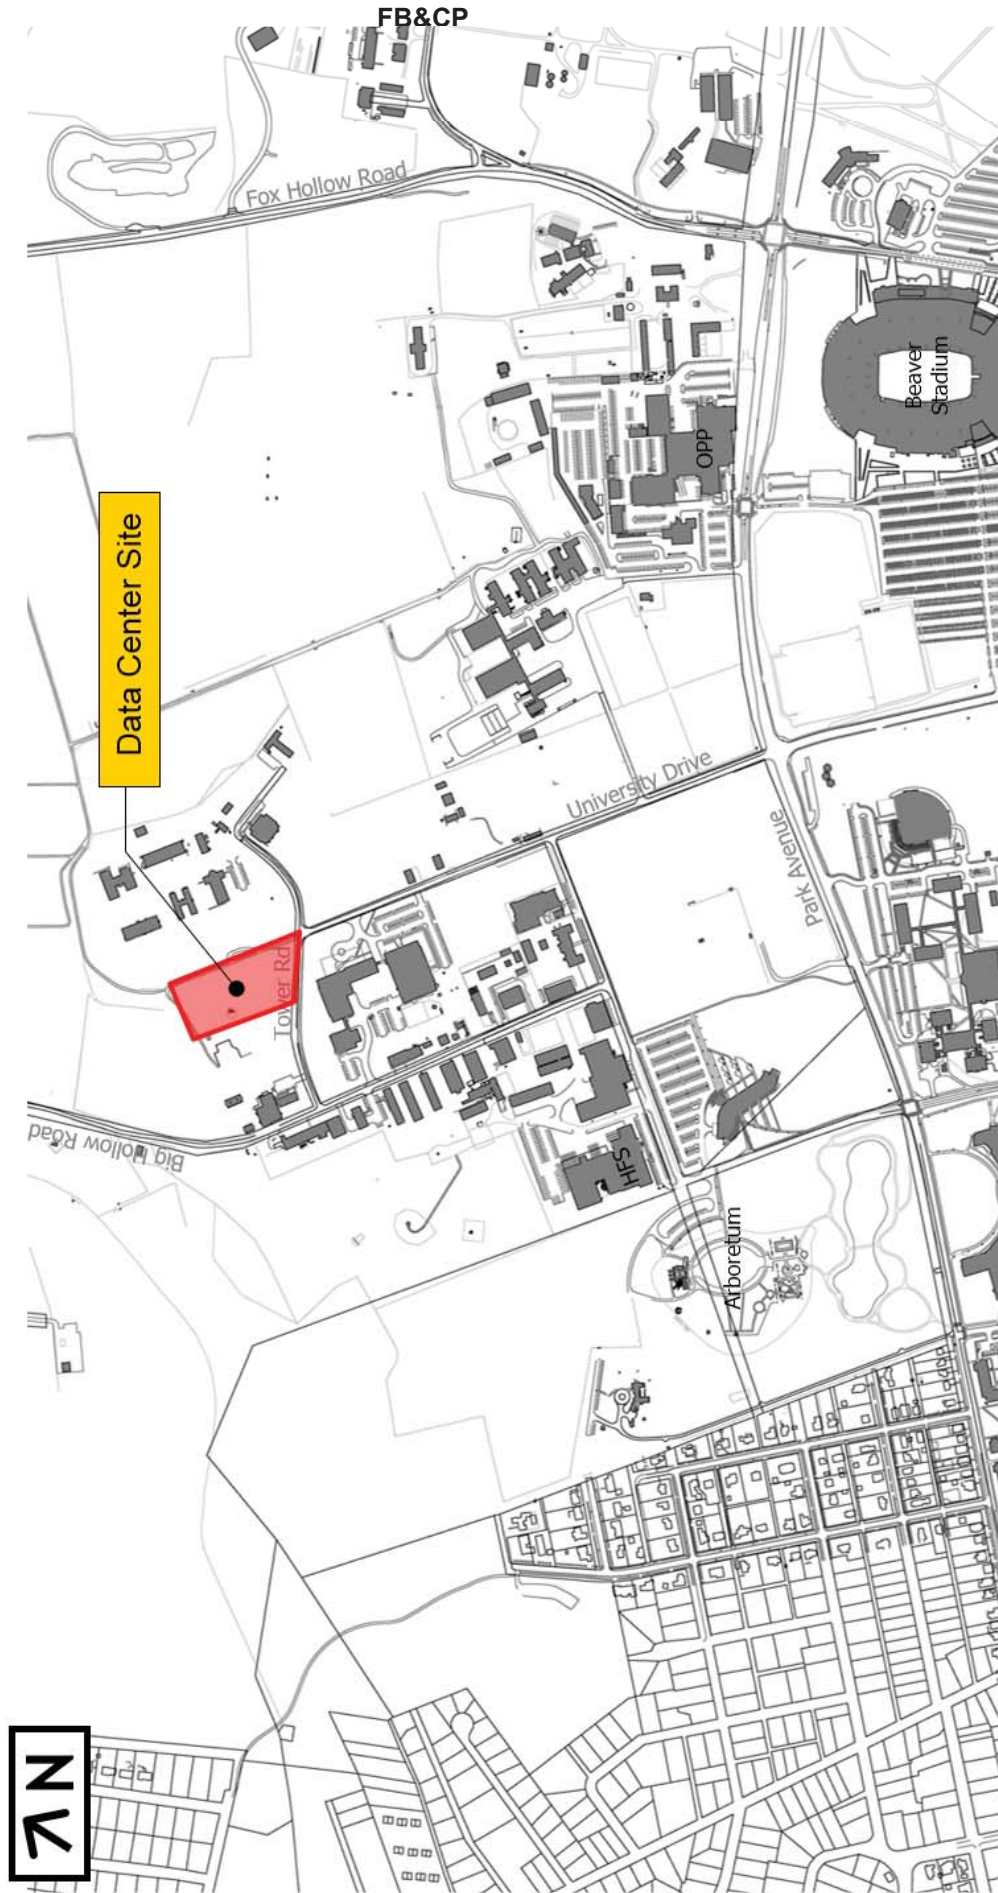 FB&CP
Fox Hollow Road
Beaver
Stadium
OPP
Data Center Site
University Drive
Park Avenue
Tower Rd
Big Hollow Road
HFS
Arboretum
N